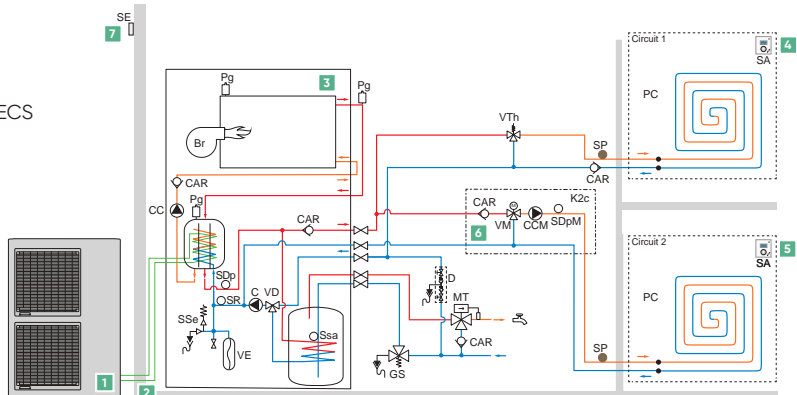 SE
7
ECS
Pg
3
Pg
Br
CAR
CC
Pg
CAR
SDp
SR
C
VD
SSe
VE
Ssa
D
MT
CAR
GS
VTh
SP
CAR
Circuit 1
4
SA
PC
K2c
CAR
6
VM
M
CCM
SDpM
Circuit 2
5
SA
PC
SP
1
2